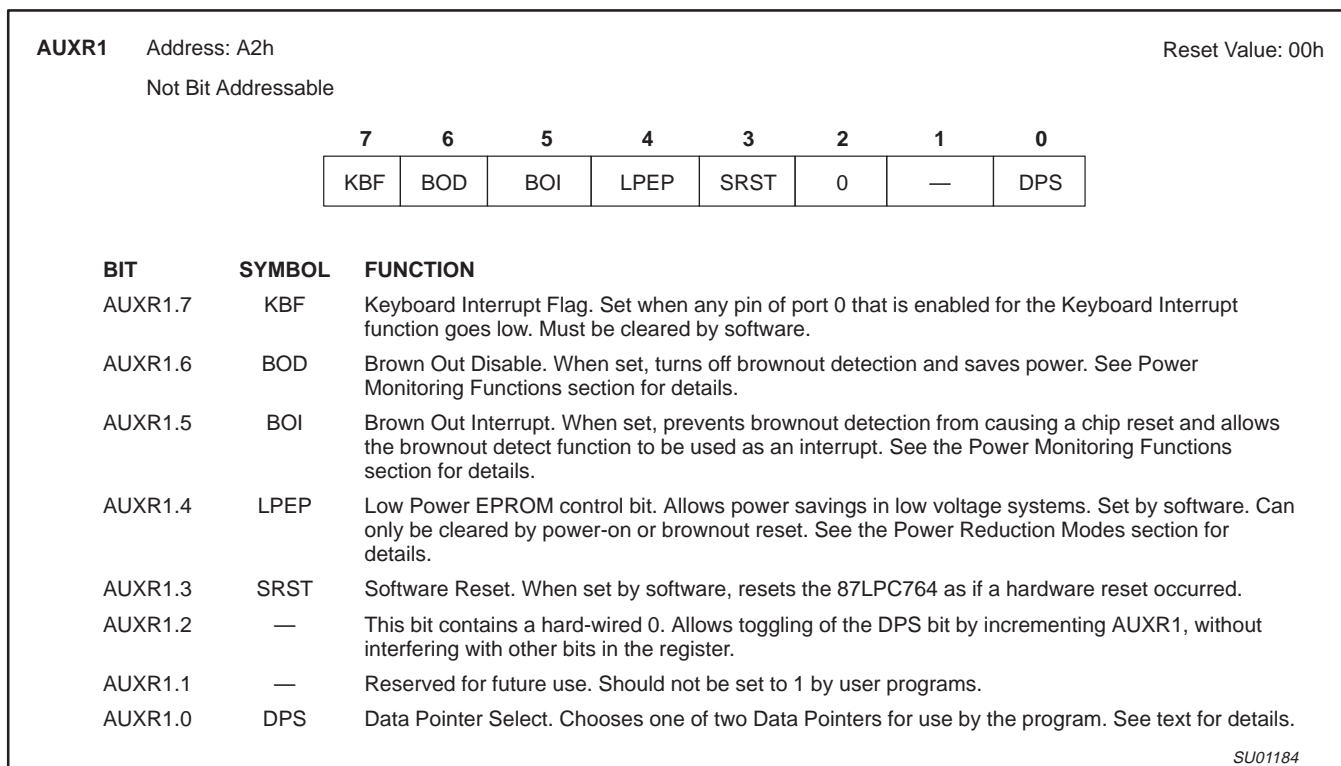 AUXR1 Address: A2h Reset Value: 00h
Not Bit Addressable
7 6 5 4 3 2 1 0
KBF BOD BOI LPEP SRST 0 — DPS
BIT SYMBOL FUNCTION
AUXR1.7 KBF Keyboard Interrupt Flag. Set when any pin of port 0 that is enabled for the Keyboard Interrupt
function goes low. Must be cleared by software.
AUXR1.6 BOD Brown Out Disable. When set, turns off brownout detection and saves power. See Power
Monitoring Functions section for details.
AUXR1.5 BOI Brown Out Interrupt. When set, prevents brownout detection from causing a chip reset and allows
the brownout detect function to be used as an interrupt. See the Power Monitoring Functions
section for details.
AUXR1.4 LPEP Low Power EPROM control bit. Allows power savings in low voltage systems. Set by software. Can
only be cleared by power-on or brownout reset. See the Power Reduction Modes section for
details.
AUXR1.3 SRST Software Reset. When set by software, resets the 87LPC764 as if a hardware reset occurred.
AUXR1.2 — This bit contains a hard-wired 0. Allows toggling of the DPS bit by incrementing AUXR1, without
interfering with other bits in the register.
AUXR1.1 — Reserved for future use. Should not be set to 1 by user programs.
AUXR1.0 DPS Data Pointer Select. Chooses one of two Data Pointers for use by the program. See text for details.
SU01184